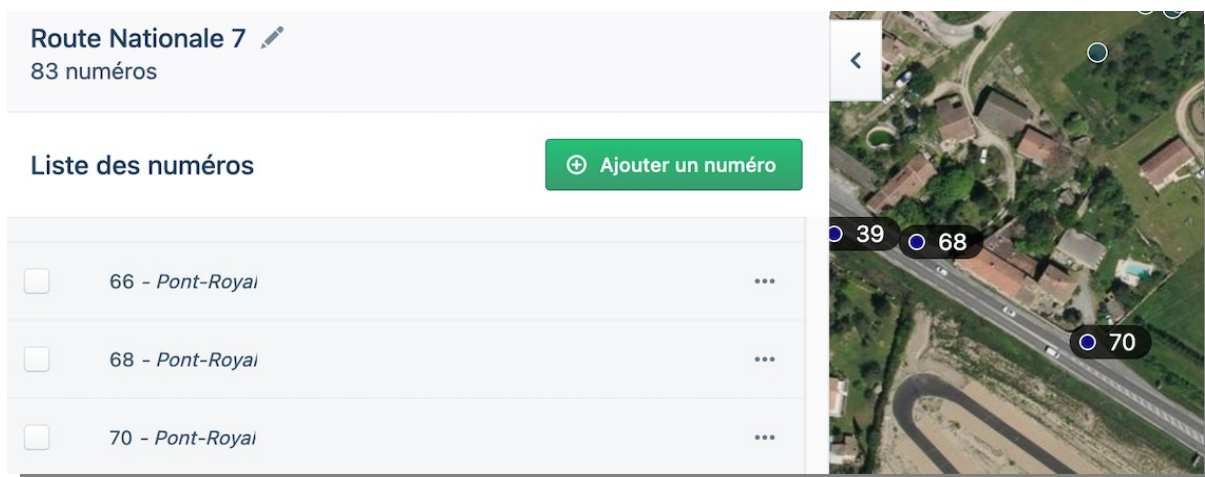 Route Nationale 7
83 numéros
Liste des numéros
Ajouter un numéro
66 - Pont-Royal
68 - Pont-Royal
70 - Pont-Royal
39
68
70